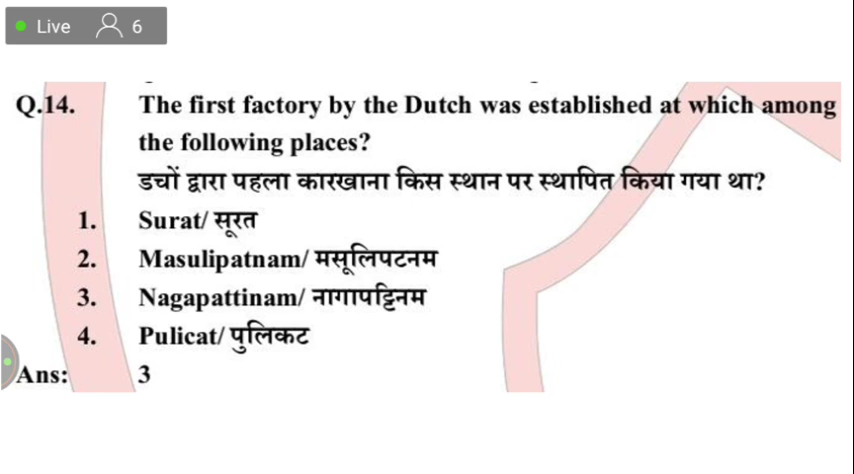 Live 6
Q.14. The first factory by the Dutch was established at which among
the following places?
डचों द्वारा पहला कारखाना किस स्थान पर स्थापित किया गया था?
1. Surat/ सूरत
2. Masulipatnam/ मसूलिपटनम
3. Nagapattinam/ नागापट्टिनम
4. Pulicat/ पुलिकट
Ans: 3